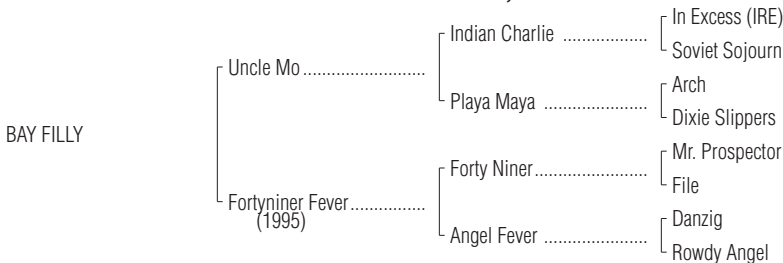 In Excess (IRE)
Indian Charlie ....................
Soviet Sojourn
Uncle Mo .............................
Arch
Playa Maya ........................
Dixie Slippers
BAY FILLY
Mr. Prospector
Forty Niner ..........................
File
Fortyniner Fever ..................
(1995)
Danzig
Angel Fever ........................
Rowdy Angel